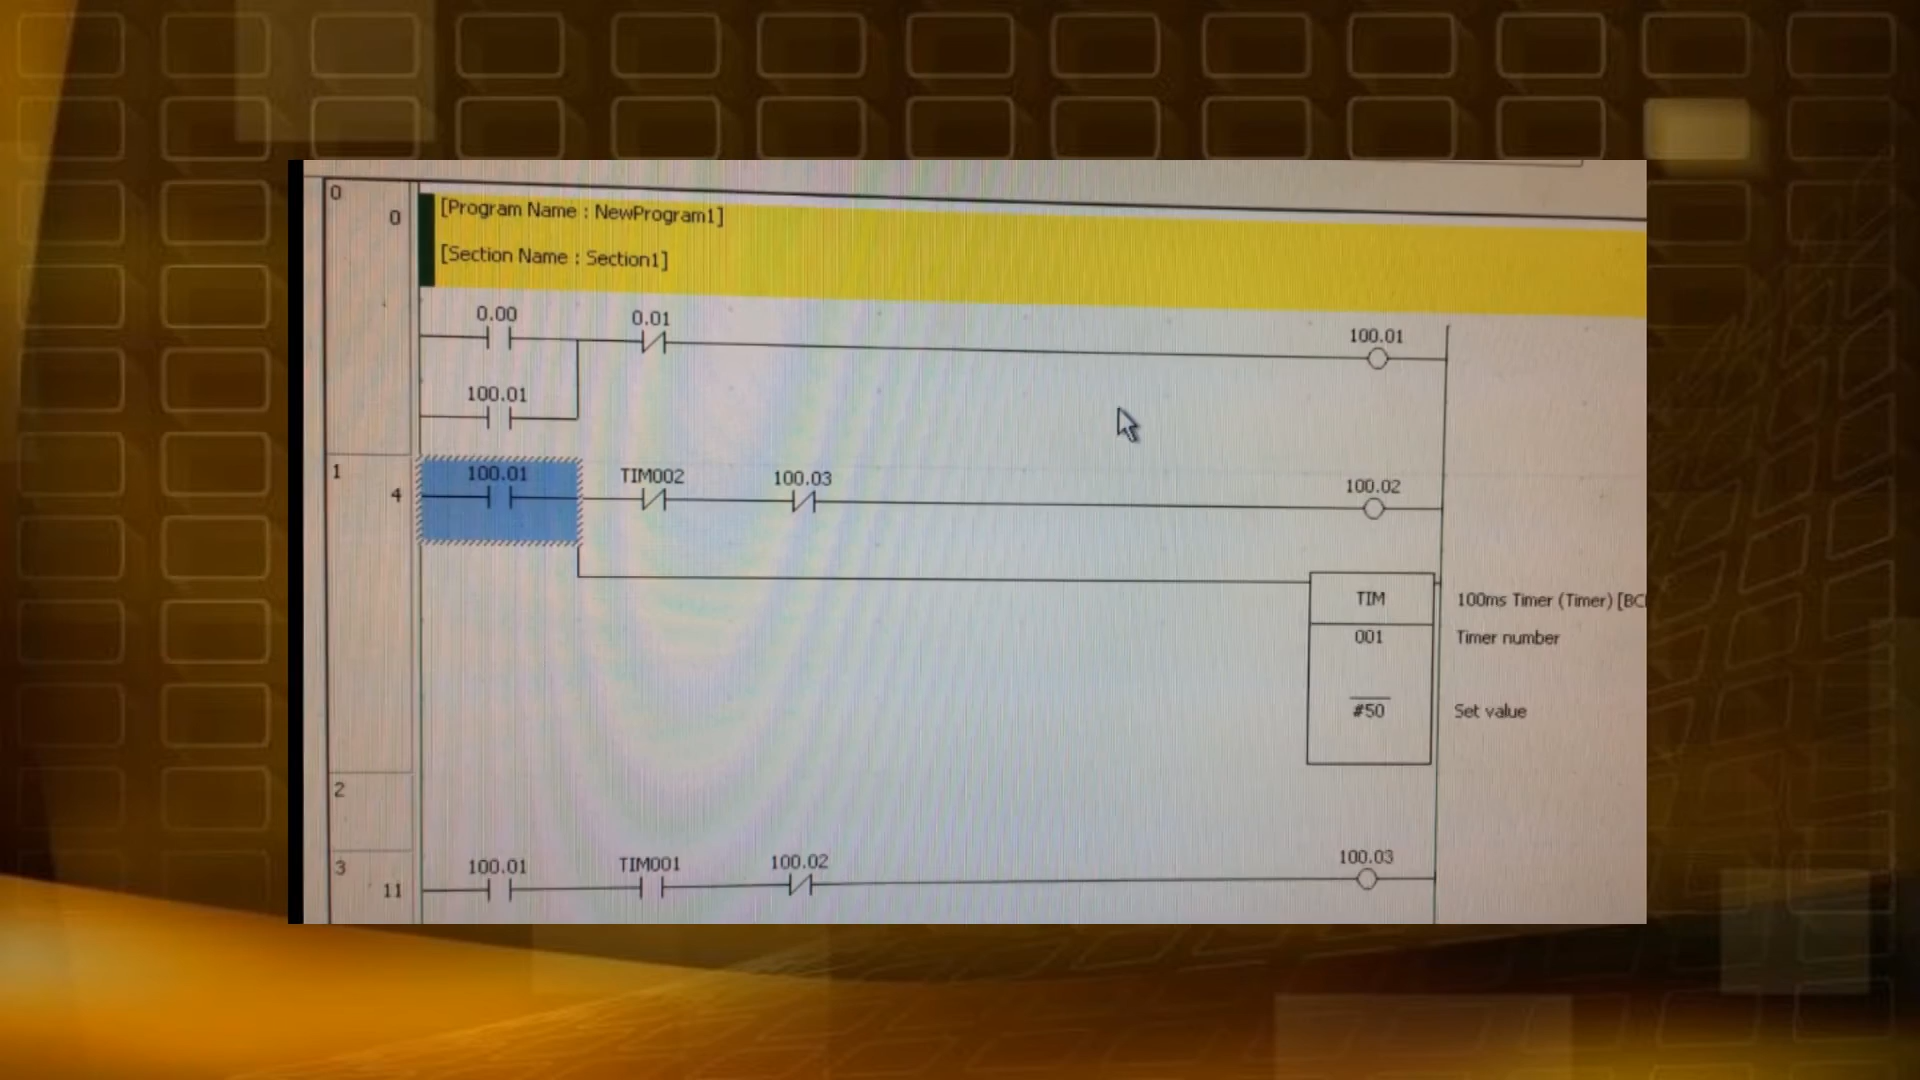 0
0
[Program Name : NewProgram1]
[Section Name : Section1]
0.00
0.01
100.01
100.01
1
4
100.01
TIM002
100.03
100.02
TIM
100ms Timer (Timer) [BC
001
Timer number
#50
Set value
2
3
11
100.01
TIM001
100.02
100.03